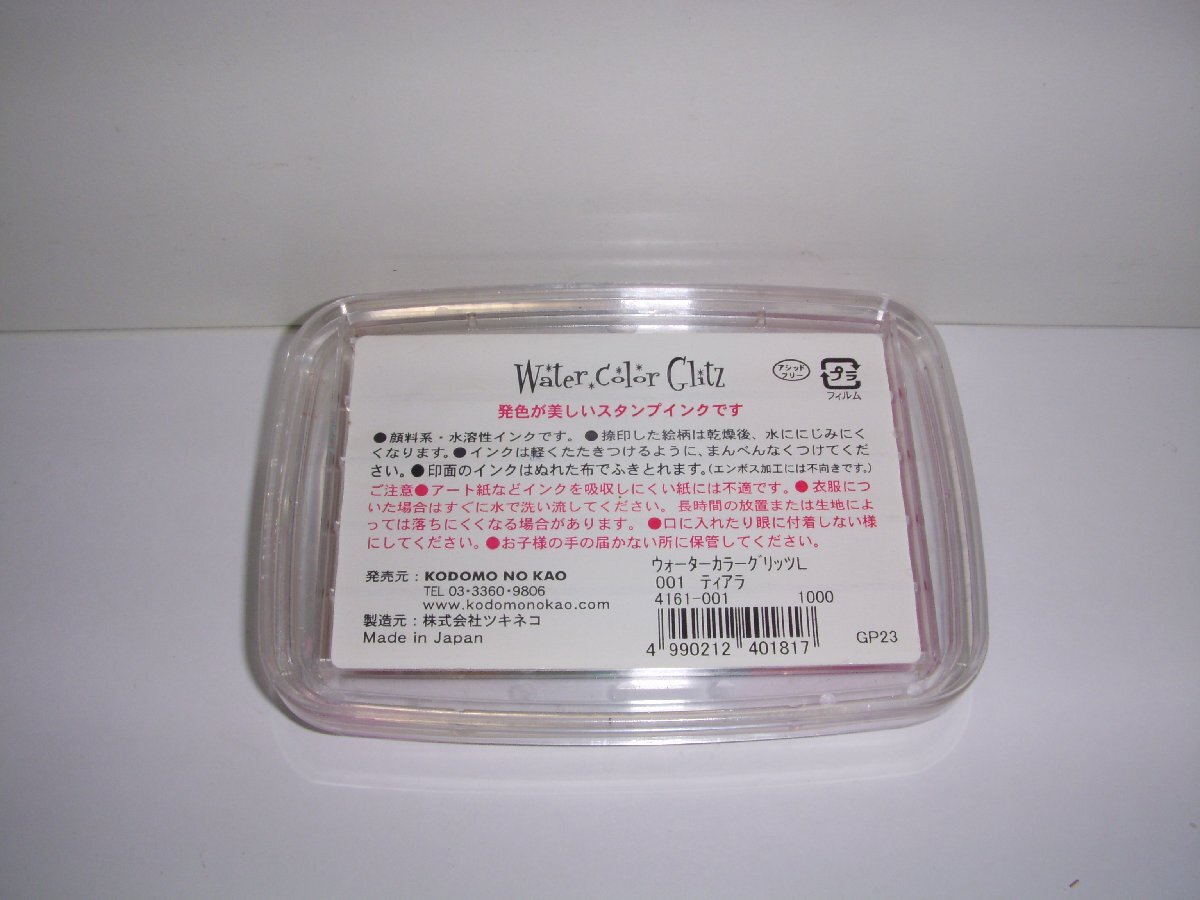 Water Color Glitz
アシッド
フリー
プラ
フィルム
発色が美しいスタンプインクです
●顔料系・水溶性インクです。●捺印した絵柄は乾燥後、水ににじみにく
くなります。●インクは軽くたたきつけるように、まんべんなくつけてくだ
さい。●印面のインクはぬれた布でふきとれます。(エンボス加工には不向きです。)
ご注意●アート紙などインクを吸収しにくい紙には不適です。●衣服につ
いた場合はすぐに水で洗い流してください。長時間の放置または生地によ
っては落ちにくくなる場合があります。●口に入れたり眼に付着しない様
にしてください。●お子様の手の届かない所に保管してください。
発売元：KODOMO NO KAO
TEL 03・3360・9806
www.kodomonokao.com
製造元：株式会社ツキネコ
Made in Japan
ウォーターカラーグリッツL
001 ティアラ
4161-001 1000
4 990212 401817
GP23